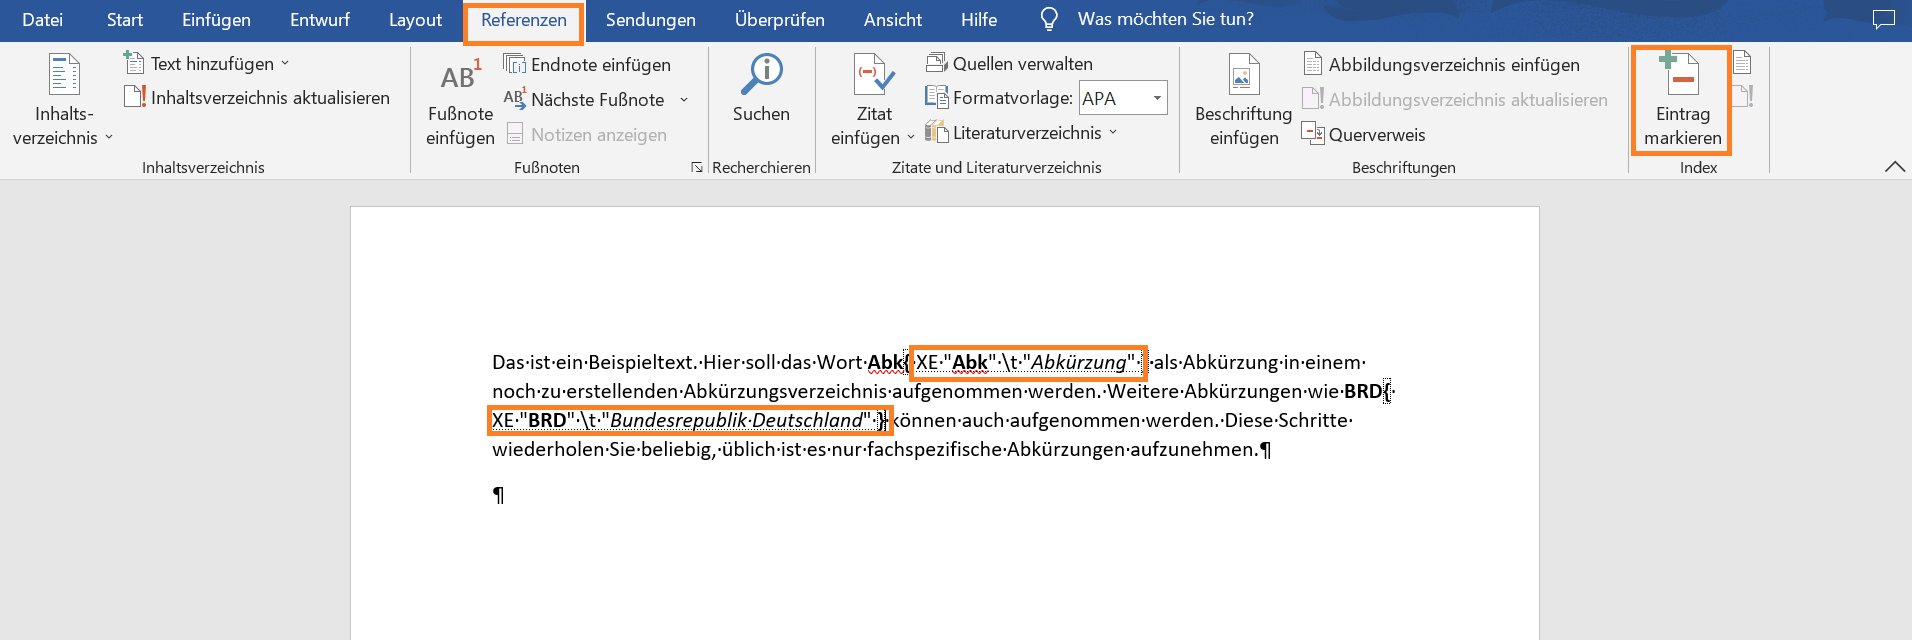 Datei Start Einfügen Entwurf Layout Referenzen Sendungen Überprüfen Ansicht Hilfe Was möchten Sie tun?
Inhalts-
verzeichnis
Text hinzufügen
Inhaltsverzeichnis aktualisieren
Inhaltsverzeichnis
AB1
Fußnote
einfügen
Endnote einfügen
AB1 Nächste Fußnote
Notizen anzeigen
Fußnoten
Suchen
Recherchieren
Zitat
einfügen
Quellen verwalten
Formatvorlage: APA
Literaturverzeichnis
Zitate und Literaturverzeichnis
Beschriftung
einfügen
Abbildungsverzeichnis einfügen
Abbildungsverzeichnis aktualisieren
Querverweis
Beschriftungen
Eintrag
markieren
Index
Das·ist·ein·Beispieltext.·Hier·soll·das·Wort·Abk{·XE·"Abk"·\t·"Abkürzung"·}·als·Abkürzung·in·einem·
noch·zu·erstellenden·Abkürzungsverzeichnis·aufgenommen·werden.·Weitere·Abkürzungen·wie·BRD{·
XE·"BRD"·\t·"Bundesrepublik·Deutschland"·}·können·auch·aufgenommen·werden.·Diese·Schritte·
wiederholen·Sie·beliebig,·üblich·ist·es·nur·fachspezifische·Abkürzungen·aufzunehmen.¶
¶